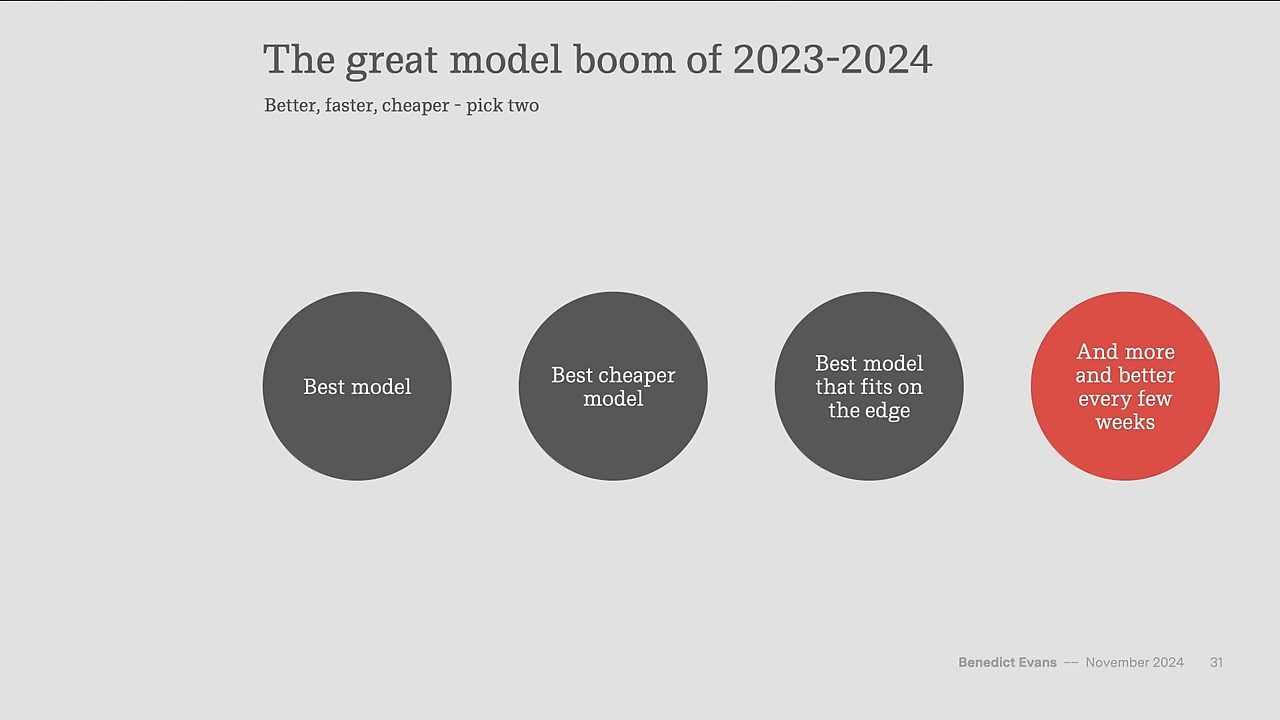 The great model boom of 2023-2024
Better, faster, cheaper - pick two
Best model
Best cheaper
model
Best model
that fits on
the edge
And more
and better
every few
weeks
Benedict Evans –– November 2024 31